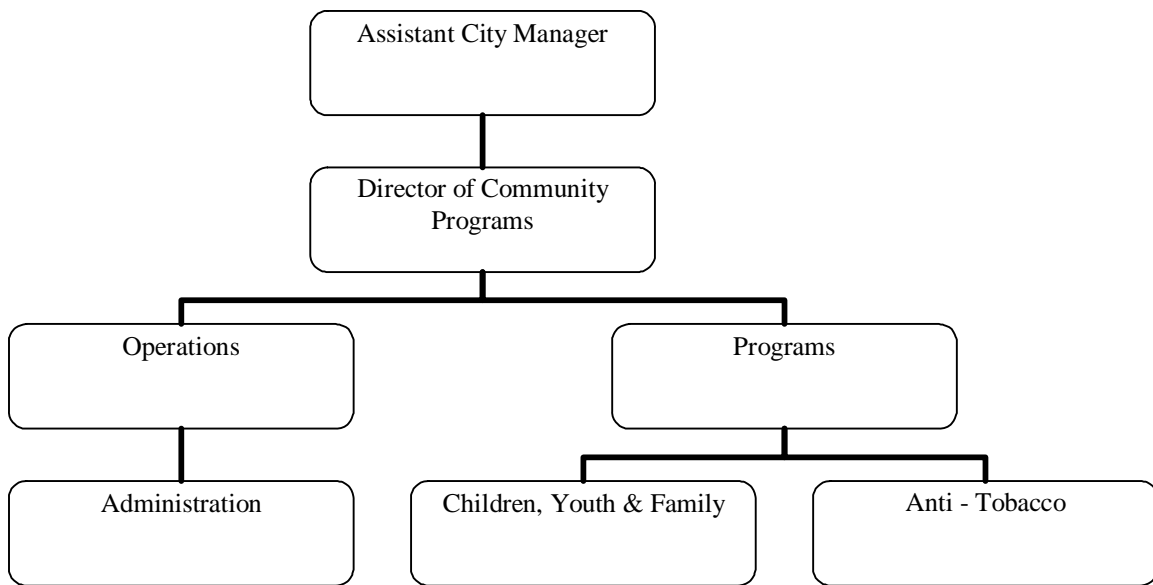 Assistant City Manager
Director of Community
Programs
Operations
Programs
Administration
Children, Youth & Family
Anti - Tobacco